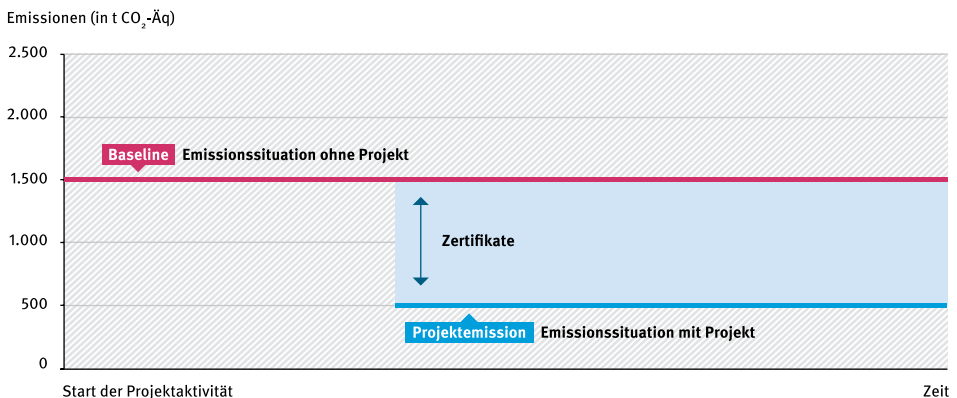 Emissionen (in t CO₂-Äq)
2.500
2.000
Baseline Emissionssituation ohne Projekt
1.500
1.000
Zertifikate
500
Projektemission Emissionssituation mit Projekt
0
Start der Projektaktivität Zeit